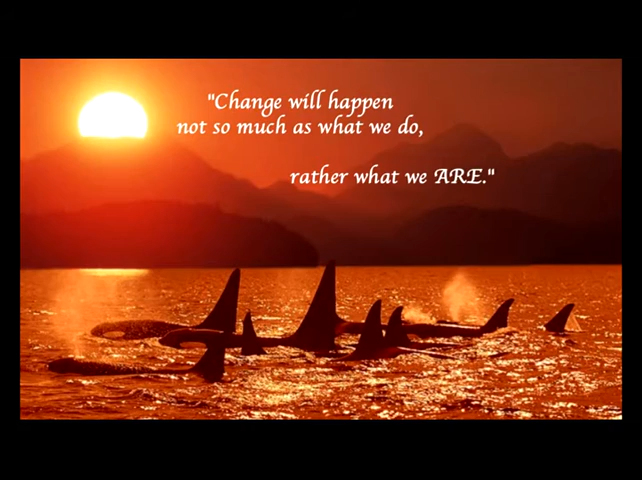 "Change will happen
not so much as what we do,
rather what we ARE."